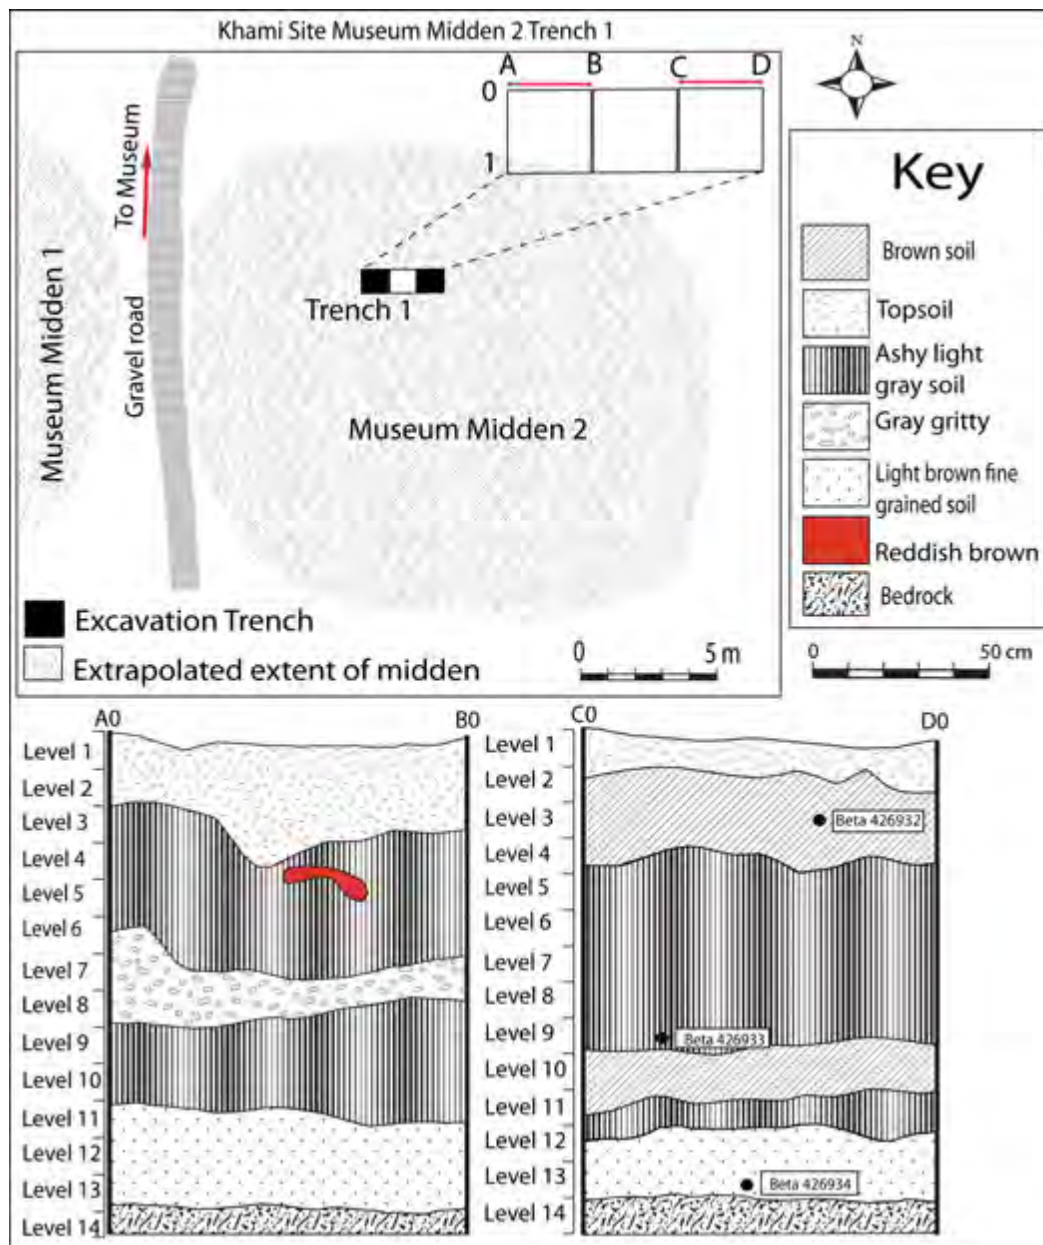 Khami Site Museum Midden 2 Trench 1
A B C D
0
1
N
To Museum
Gravel road
Museum Midden 1
Trench 1
Museum Midden 2
Excavation Trench
Extrapolated extent of midden
0 5 m
Key
Brown soil
Topsoil
Ashy light
gray soil
Gray gritty
Light brown fine
grained soil
Reddish brown
Bedrock
0 50 cm
A0 B0
Level 1
Level 2
Level 3
Level 4
Level 5
Level 6
Level 7
Level 8
Level 9
Level 10
Level 11
Level 12
Level 13
Level 14
C0 D0
Level 1
Level 2
Level 3
Level 4
Level 5
Level 6
Level 7
Level 8
Level 9
Level 10
Level 11
Level 12
Level 13
Level 14
Beta 426932
Beta 426933
Beta 426934